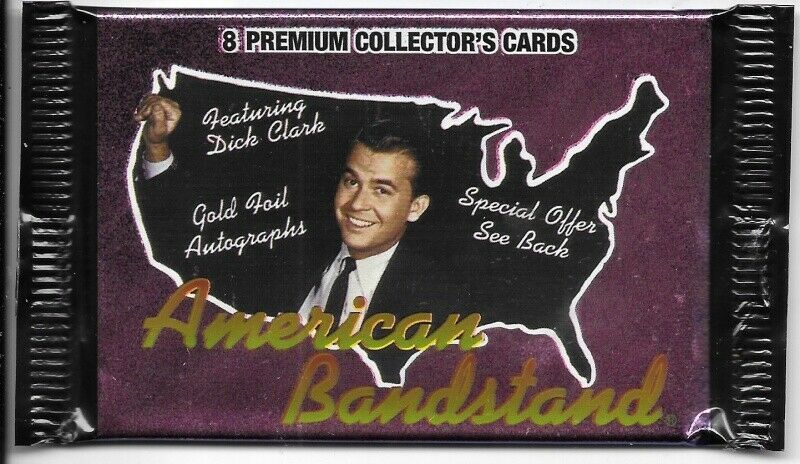 8 PREMIUM COLLECTOR'S CARDS
Featuring
Dick Clark
Gold Foil
Autographs
Special Offer
See Back
American
Bandstand®